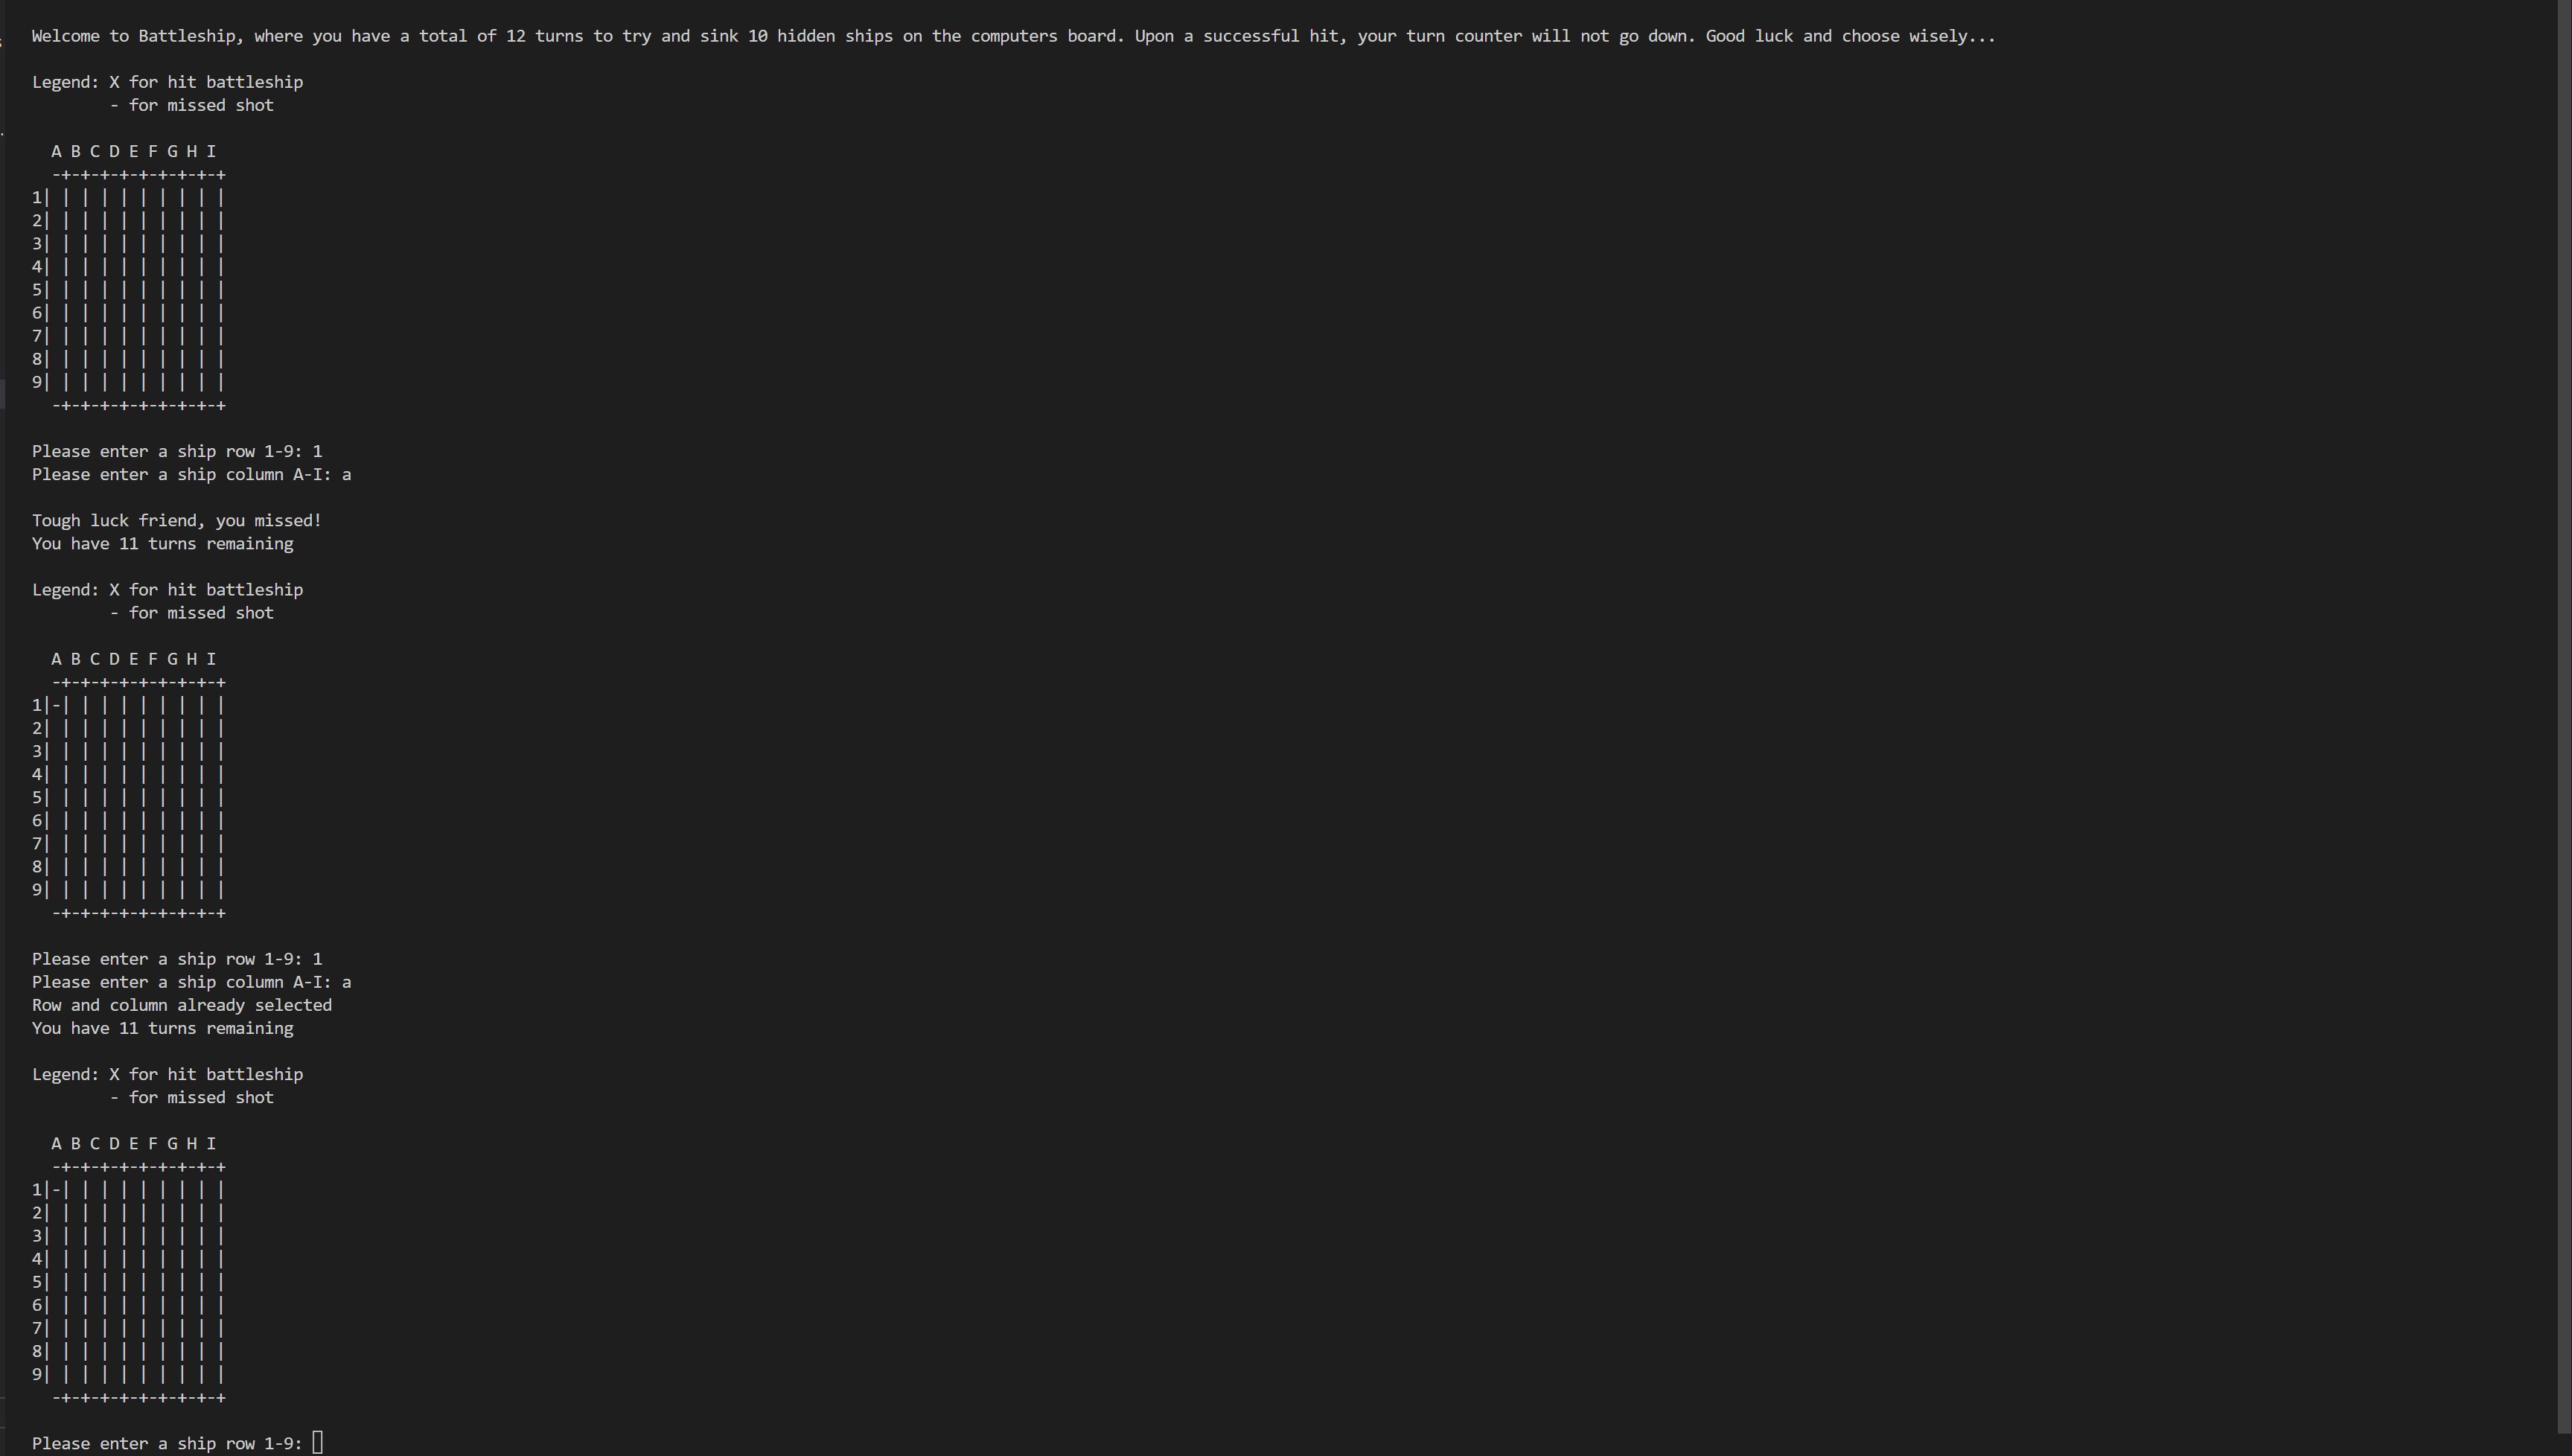 Welcome to Battleship, where you have a total of 12 turns to try and sink 10 hidden ships on the computers board. Upon a successful hit, your turn counter will not go down. Good luck and choose wisely...
Legend: X for hit battleship
        - for missed shot
  A B C D E F G H I
  -+-+-+-+-+-+-+-+-+
1| | | | | | | | | |
2| | | | | | | | | |
3| | | | | | | | | |
4| | | | | | | | | |
5| | | | | | | | | |
6| | | | | | | | | |
7| | | | | | | | | |
8| | | | | | | | | |
9| | | | | | | | | |
  -+-+-+-+-+-+-+-+-+
Please enter a ship row 1-9: 1
Please enter a ship column A-I: a
Tough luck friend, you missed!
You have 11 turns remaining
Legend: X for hit battleship
        - for missed shot
  A B C D E F G H I
  -+-+-+-+-+-+-+-+-+
1|-| | | | | | | | |
2| | | | | | | | | |
3| | | | | | | | | |
4| | | | | | | | | |
5| | | | | | | | | |
6| | | | | | | | | |
7| | | | | | | | | |
8| | | | | | | | | |
9| | | | | | | | | |
  -+-+-+-+-+-+-+-+-+
Please enter a ship row 1-9: 1
Please enter a ship column A-I: a
Row and column already selected
You have 11 turns remaining
Legend: X for hit battleship
        - for missed shot
  A B C D E F G H I
  -+-+-+-+-+-+-+-+-+
1|-| | | | | | | | |
2| | | | | | | | | |
3| | | | | | | | | |
4| | | | | | | | | |
5| | | | | | | | | |
6| | | | | | | | | |
7| | | | | | | | | |
8| | | | | | | | | |
9| | | | | | | | | |
  -+-+-+-+-+-+-+-+-+
Please enter a ship row 1-9: